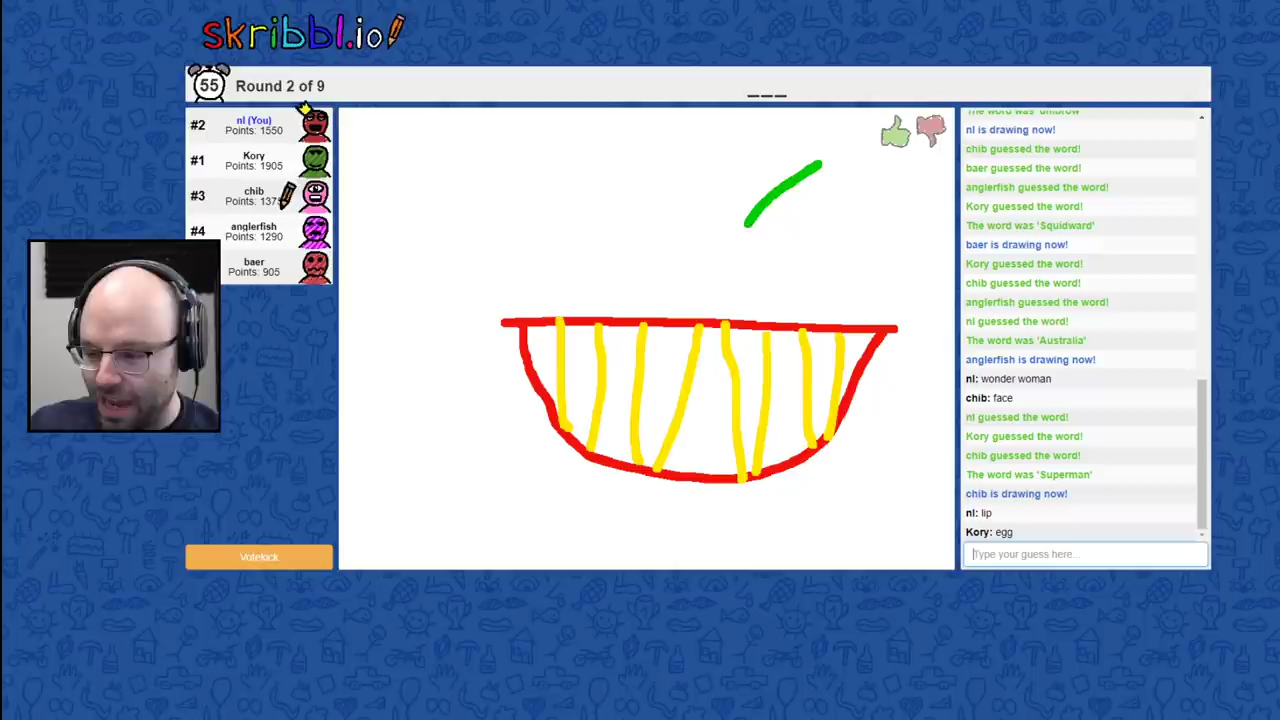 skribbl.io
55
Round 2 of 9
___
#2
nl (You)
Points: 1550
#1
Kory
Points: 1905
#3
chib
#4
anglerfish
Points: 1290
baer
Points: 905
Votekick
nl is drawing now!
chib guessed the word!
baer guessed the word!
anglerfish guessed the word!
Kory guessed the word!
The word was 'Squidward'
baer is drawing now!
Kory guessed the word!
chib guessed the word!
anglerfish guessed the word!
nl guessed the word!
The word was 'Australia'
anglerfish is drawing now!
nl: wonder woman
chib: face
nl guessed the word!
Kory guessed the word!
chib guessed the word!
The word was 'Superman'
chib is drawing now!
nl: lip
Kory: egg
Type your guess here...